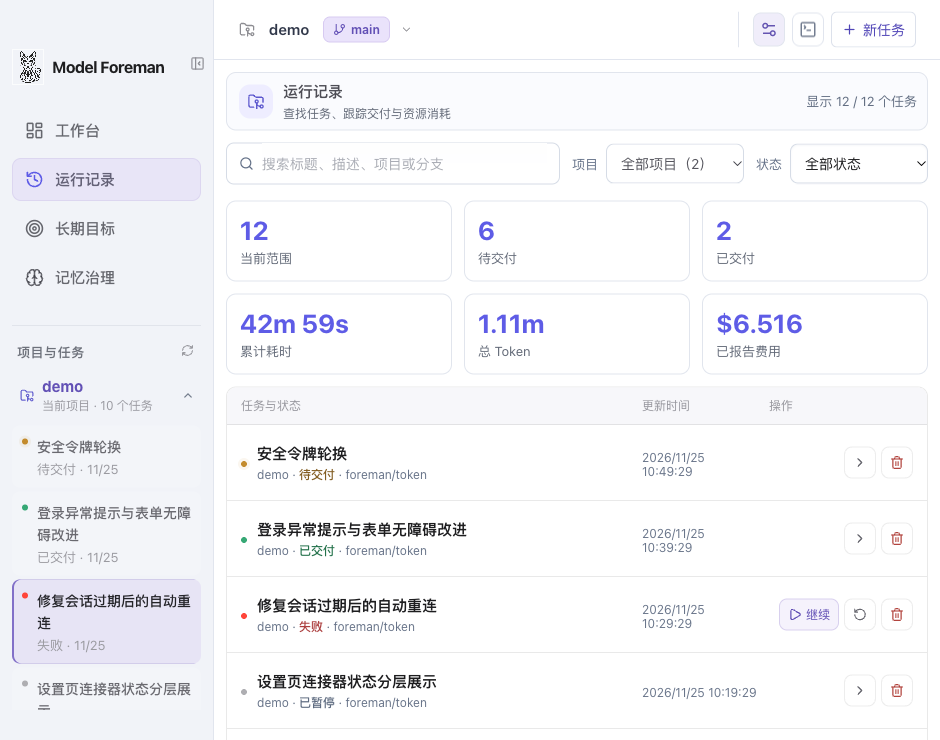 Model Foreman
工作台
运行记录
长期目标
记忆治理
项目与任务
demo
当前项目 · 10 个任务
安全令牌轮换
待交付 · 11/25
登录异常提示与表单无障
碍改进
已交付 · 11/25
修复会话过期后的自动重
连
失败 · 11/25
设置页连接器状态分层展
demo
main
新任务
运行记录
查找任务、跟踪交付与资源消耗
显示 12 / 12 个任务
搜索标题、描述、项目或分支
项目
全部项目（2）
状态
全部状态
12
当前范围
6
待交付
2
已交付
42m 59s
累计耗时
1.11m
总 Token
$6.516
已报告费用
任务与状态
更新时间
操作
安全令牌轮换
demo · 待交付 · foreman/token
2026/11/25
10:49:29
登录异常提示与表单无障碍改进
demo · 已交付 · foreman/token
2026/11/25
10:39:29
修复会话过期后的自动重连
demo · 失败 · foreman/token
2026/11/25
10:29:29
继续
设置页连接器状态分层展示
demo · 已暂停 · foreman/token
2026/11/25 10:19:29